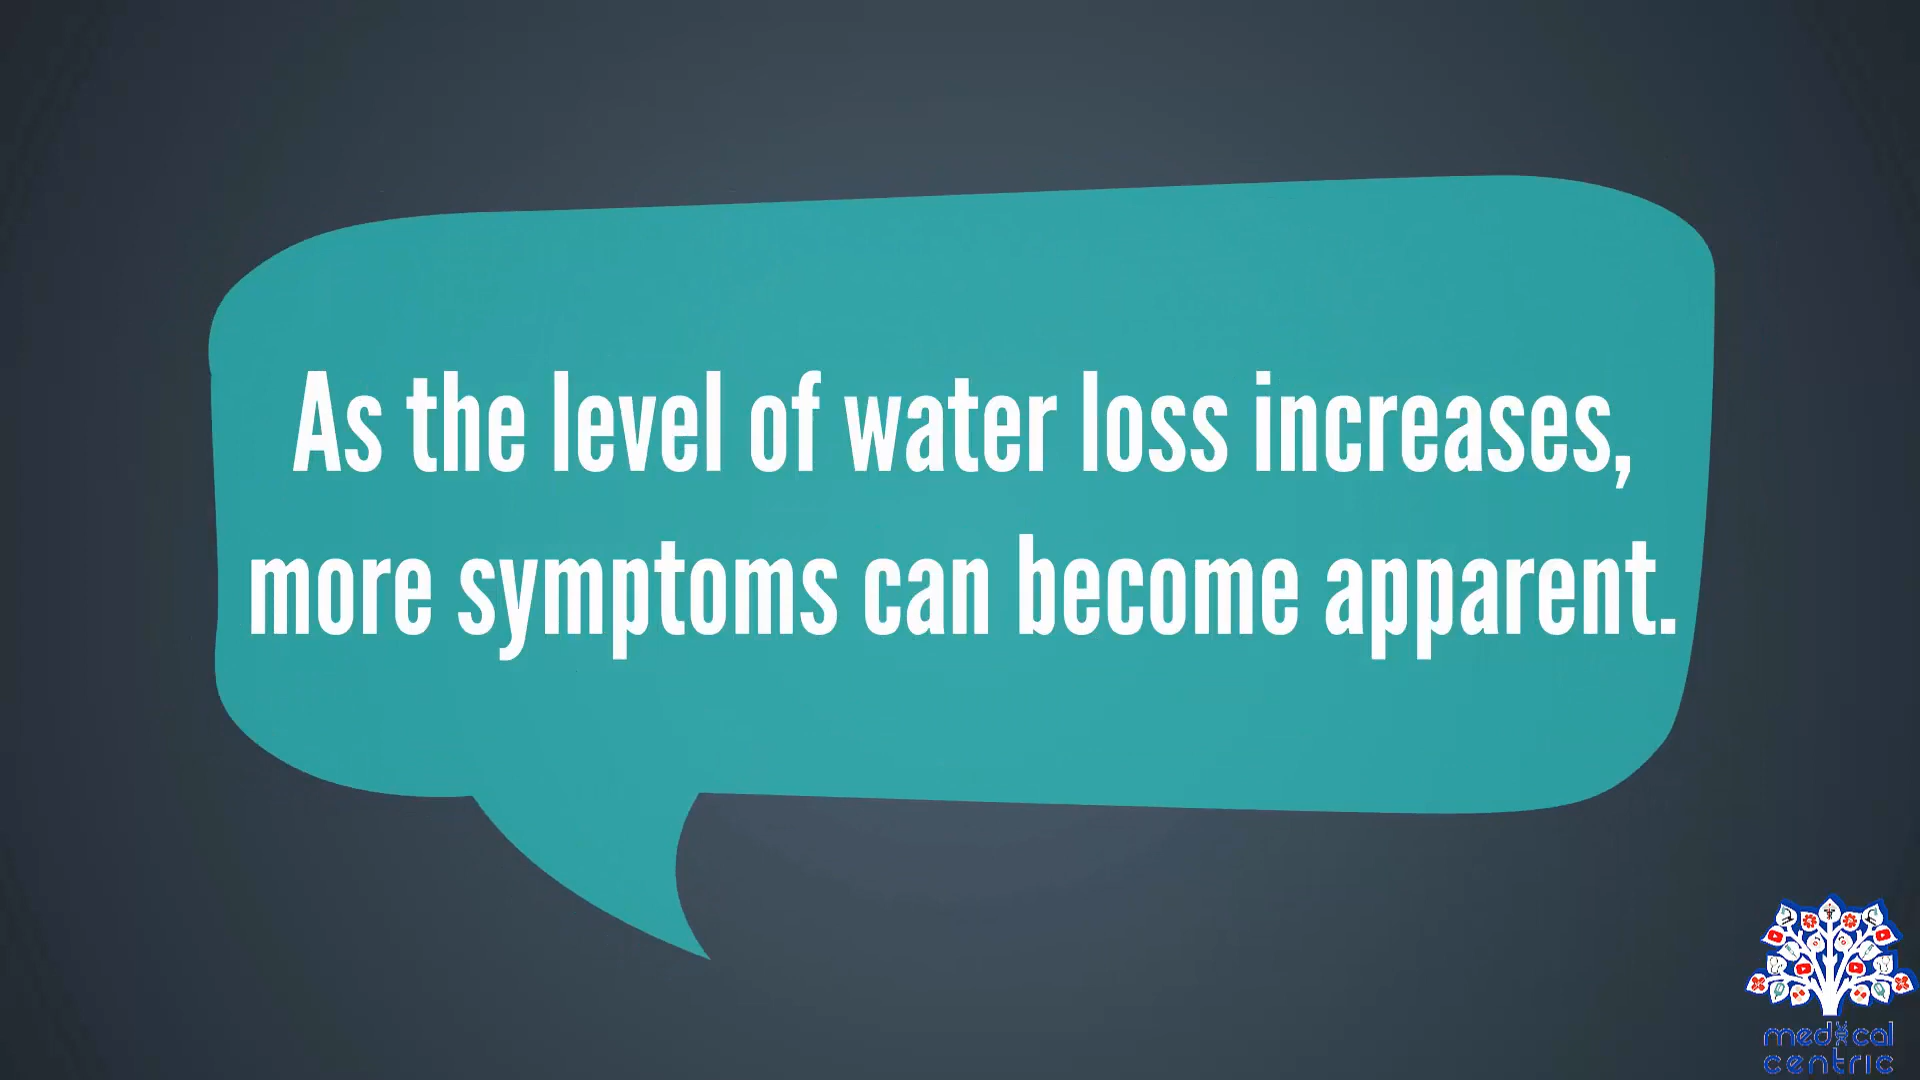 As the level of water loss increases,
more symptoms can become apparent.
medical
centric